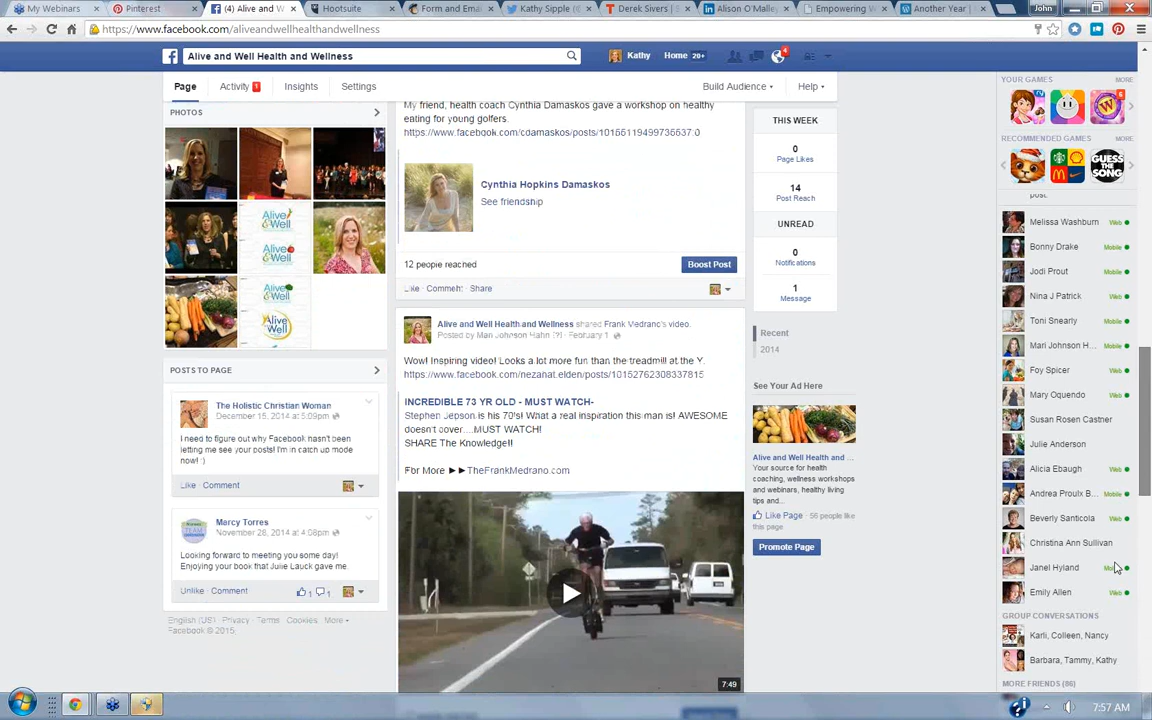 My Webinars
Pinterest
(4) Alive and W
Hootsuite
Form and Emai
Kathy Sipple
Derek Sivers
Alison O'Malley
Empowering W
Another Year
John
https://www.facebook.com/aliveandwellhealthandwellness
Alive and Well Health and Wellness
Kathy
Home 20+
4
Page
Activity 1
Insights
Settings
Build Audience
Help
PHOTOS
Alive & Well
Alive & Well
Alive & Well
Alive & Well
POSTS TO PAGE
The Holistic Christian Woman
December 15, 2014 at 5:09pm
I need to figure out why Facebook hasn't been
letting me see your posts! I'm in catch up mode
now! :)
Like · Comment
Marcy Torres
November 28, 2014 at 4:08pm
Looking forward to meeting you some day!
Enjoying your book that Julie Lauck gave me.
Unlike · Comment
1
1
English (US) · Privacy · Terms · Cookies · More
Facebook © 2015
My friend, health coach Cynthia Damaskos gave a workshop on healthy
eating for young golfers.
https://www.facebook.com/cdamaskos/posts/10155119499736537:0
Cynthia Hopkins Damaskos
See friendship
12 people reached
Boost Post
Like · Comment · Share
Alive and Well Health and Wellness shared Frank Medrano's video.
Posted by Mari Johnson Hahn [?] · February 1
Wow! Inspiring video! Looks a lot more fun than the treadmill at the Y.
https://www.facebook.com/nezahat.elden/posts/10152762308337815
INCREDIBLE 73 YR OLD - MUST WATCH-
Stephen Jepson is his 70's! What a real inspiration this man is! AWESOME
doesn't cover....MUST WATCH!
SHARE The Knowledge!!
For More ►►TheFrankMedrano.com
7:49
THIS WEEK
0
Page Likes
14
Post Reach
UNREAD
0
Notifications
1
Message
Recent
2014
See Your Ad Here
Alive and Well Health and ...
Your source for health
coaching, wellness workshops
and webinars, healthy living
tips and...
Like Page · 56 people like
this page
Promote Page
YOUR GAMES
MORE
6
RECOMMENDED GAMES
MORE
GUESS THE SONG
post.
Melissa Washburn Web
Bonny Drake Mobile
Jodi Prout Mobile
Nina J Patrick Web
Toni Snearly Mobile
Mari Johnson H... Mobile
Foy Spicer Web
Mary Oquendo Web
Susan Rosen Castner
Julie Anderson
Alicia Ebaugh Web
Andrea Proulx B... Mobile
Beverly Santicola Web
Christina Ann Sullivan
Janel Hyland
Emily Allen Web
GROUP CONVERSATIONS
Karli, Colleen, Nancy
Barbara, Tammy, Kathy
MORE FRIENDS (86)
7:57 AM